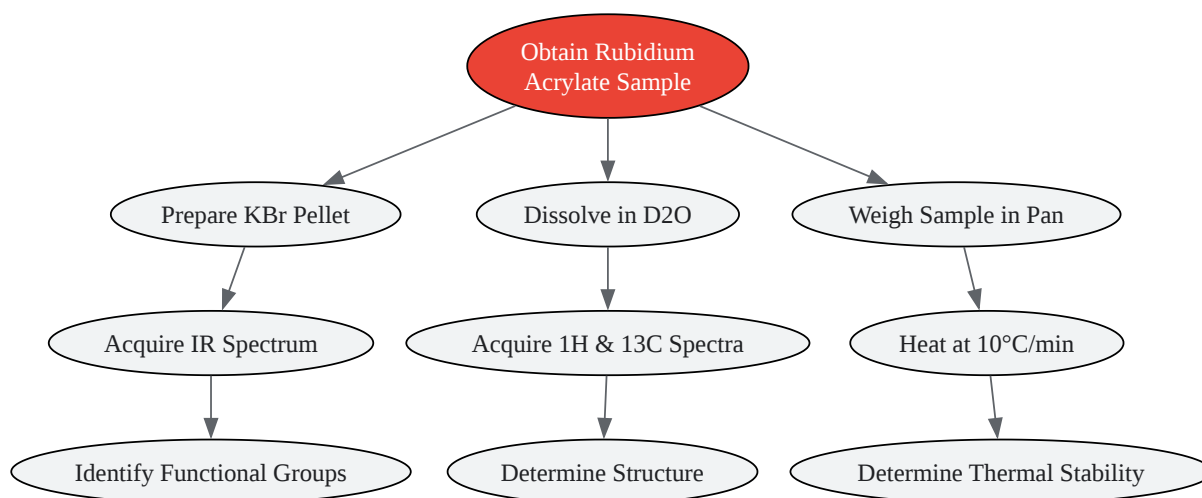 Obtain Rubidium
Acrylate Sample
Prepare KBr Pellet
Dissolve in D2O
Weigh Sample in Pan
Acquire IR Spectrum
Acquire 1H & 13C Spectra
Heat at 10°C/min
Identify Functional Groups
Determine Structure
Determine Thermal Stability